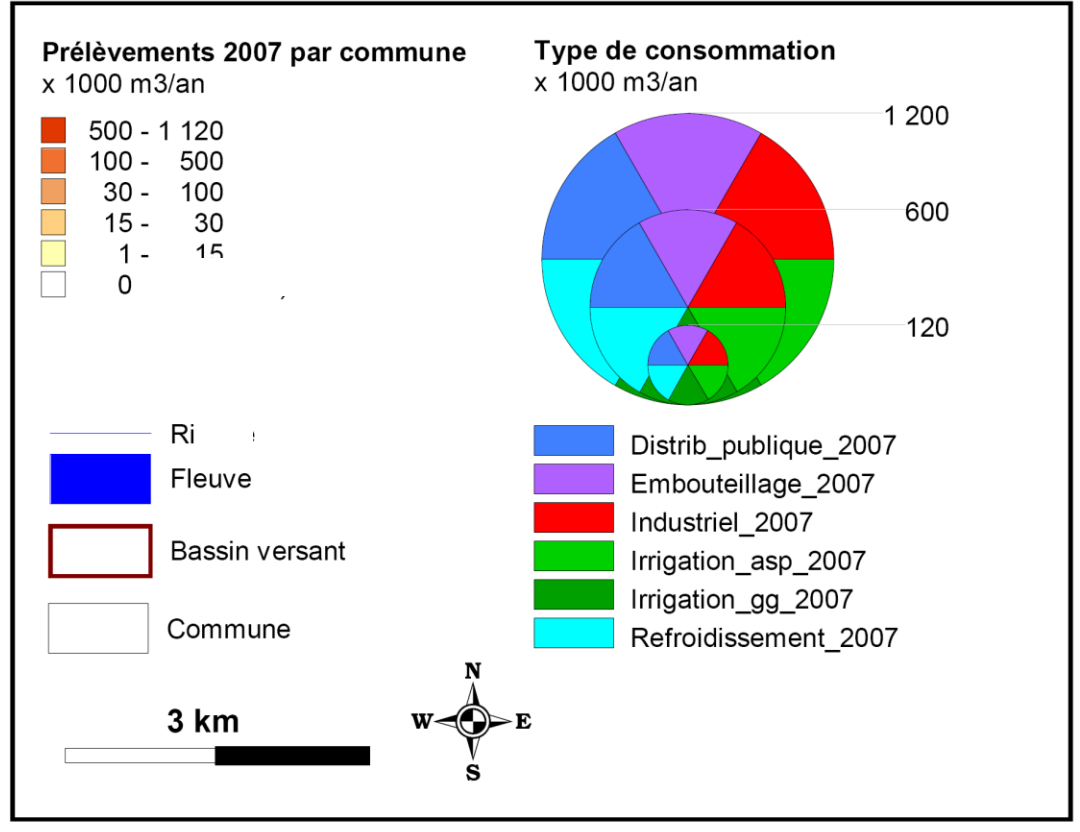 Prélèvements 2007 par commune
x 1000 m3/an
500 - 1 120
100 - 500
30 - 100
15 - 30
1 - 15
0
Fleuve
Bassin versant
Commune
3 km
N
W E
S
Type de consommation
x 1000 m3/an
1 200
600
120
Distrib_publique_2007
Embouteillage_2007
Industriel_2007
Irrigation_asp_2007
Irrigation_gg_2007
Refroidissement_2007